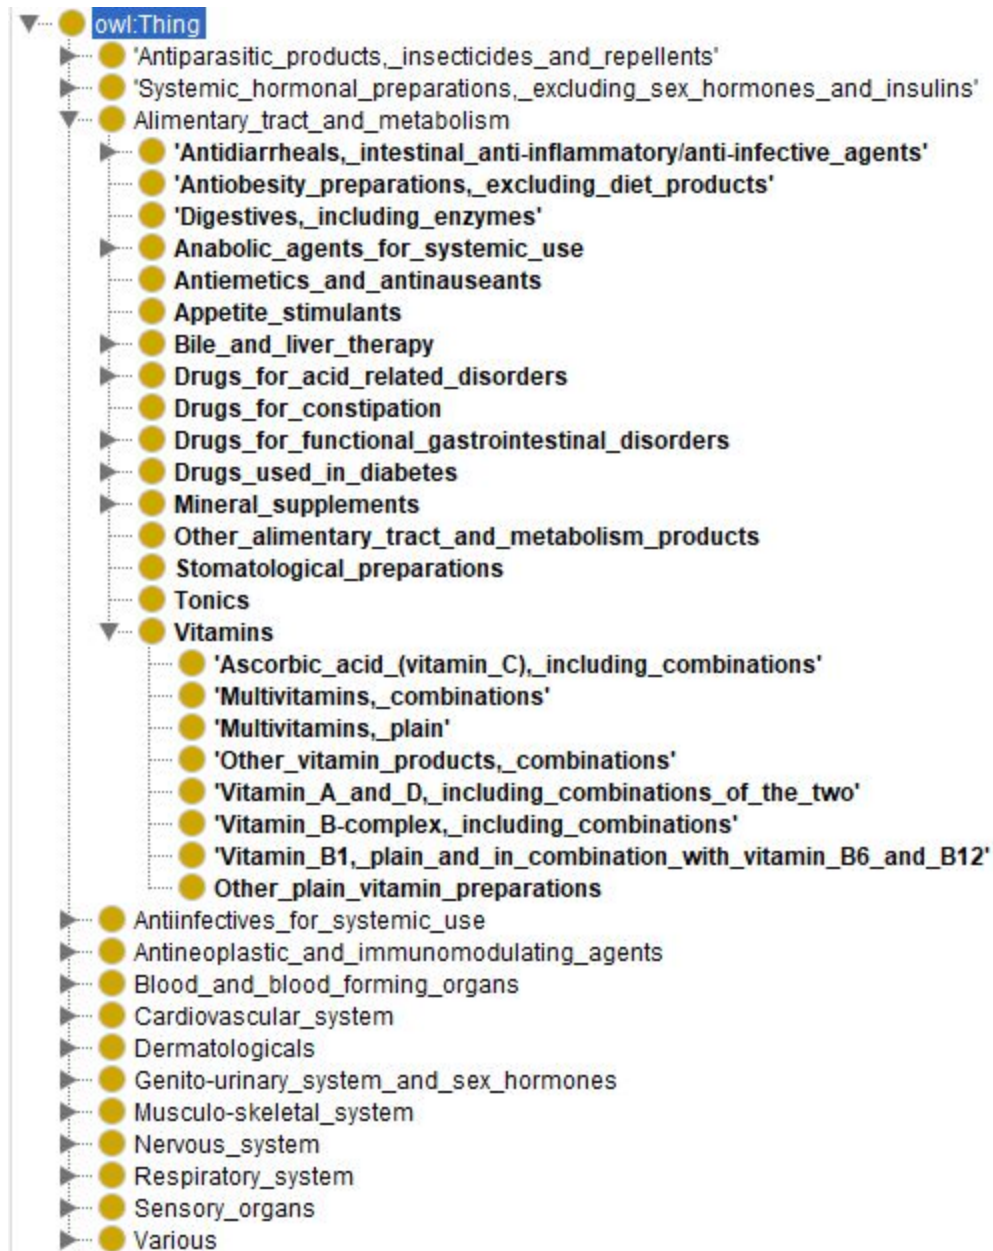 owl:Thing
'Antiparasitic_products,_insecticides_and_repellents'
'Systemic_hormonal_preparations,_excluding_sex_hormones_and_insulins'
Alimentary_tract_and_metabolism
'Antidiarrheals,_intestinal_anti-inflammatory/anti-infective_agents'
'Antiobesity_preparations,_excluding_diet_products'
'Digestives,_including_enzymes'
Anabolic_agents_for_systemic_use
Antiemetics_and_antinauseants
Appetite_stimulants
Bile_and_liver_therapy
Drugs_for_acid_related_disorders
Drugs_for_constipation
Drugs_for_functional_gastrointestinal_disorders
Drugs_used_in_diabetes
Mineral_supplements
Other_alimentary_tract_and_metabolism_products
Stomatological_preparations
Tonics
Vitamins
'Ascorbic_acid_(vitamin_C),_including_combinations'
'Multivitamins,_combinations'
'Multivitamins,_plain'
'Other_vitamin_products,_combinations'
'Vitamin_A_and_D,_including_combinations_of_the_two'
'Vitamin_B-complex,_including_combinations'
'Vitamin_B1,_plain_and_in_combination_with_vitamin_B6_and_B12'
Other_plain_vitamin_preparations
Antiinfectives_for_systemic_use
Antineoplastic_and_immunomodulating_agents
Blood_and_blood_forming_organs
Cardiovascular_system
Dermatologicals
Genito-urinary_system_and_sex_hormones
Musculo-skeletal_system
Nervous_system
Respiratory_system
Sensory_organs
Various